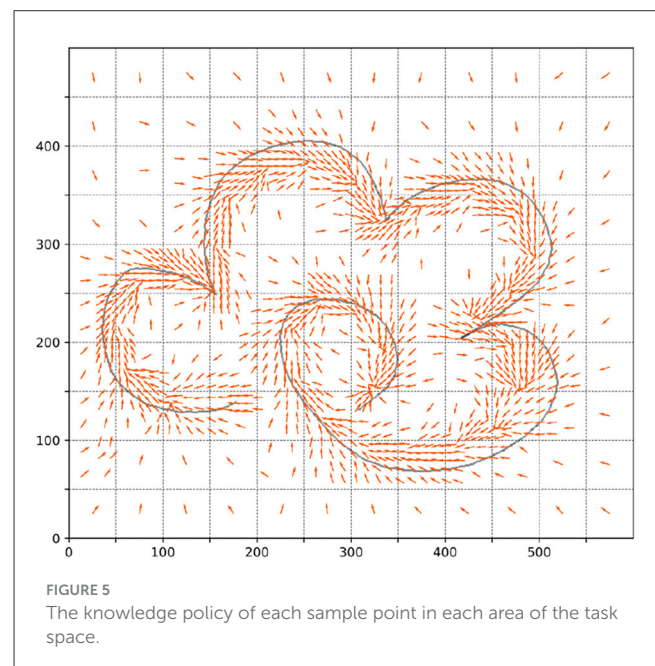 400
300
200
100
0
0 100 200 300 400 500
FIGURE 5
The knowledge policy of each sample point in each area of the task
space.